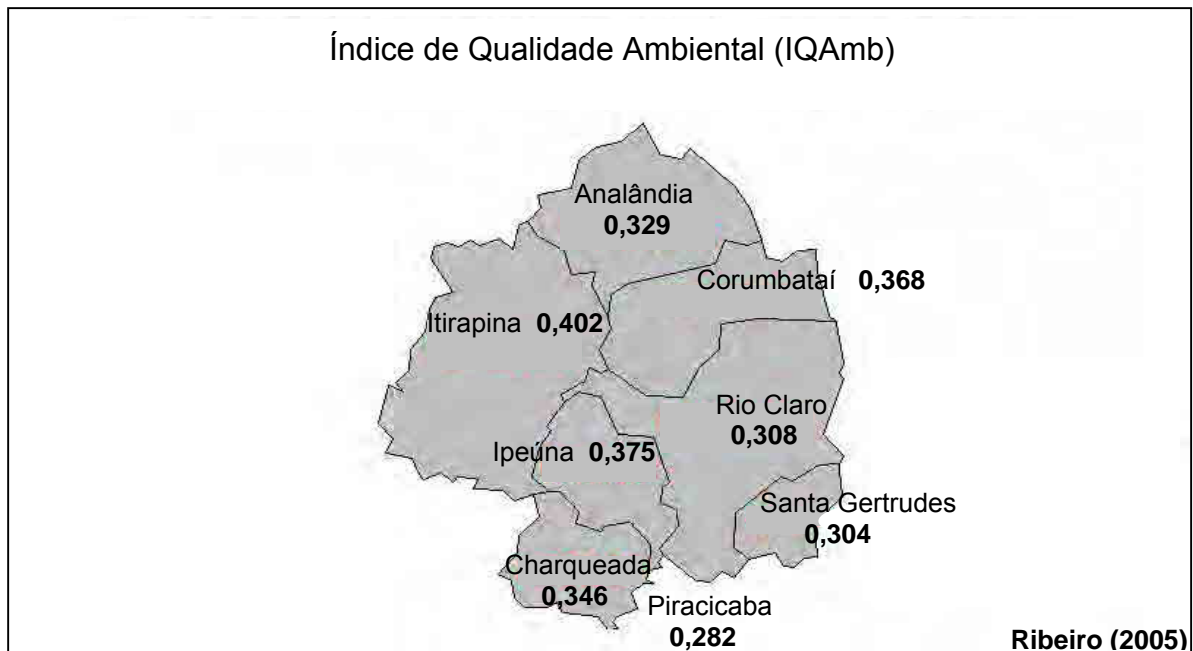 Índice de Qualidade Ambiental (IQAmb)
Analândia
0,329
Corumbataí 0,368
Itirapina 0,402
Rio Claro
0,308
Ipeúna 0,375
Santa Gertrudes
0,304
Charqueada
0,346
Piracicaba
0,282
Ribeiro (2005)